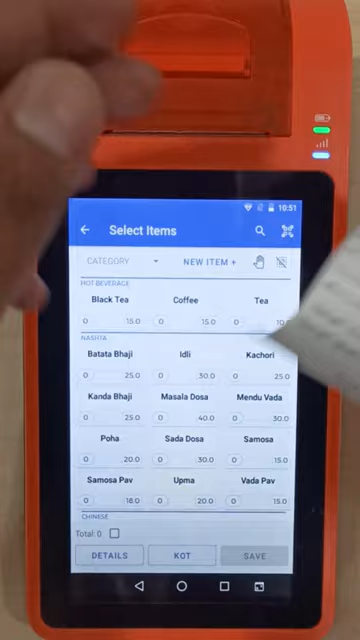 10:51
Select Items
CATEGORY NEW ITEM +
HOT BEVERAGE
Black Tea Coffee Tea
0 15.0 0 15.0 0 10.0
NASHTA
Batata Bhaji Idli Kachori
0 25.0 0 30.0 0 25.0
Kanda Bhaji Masala Dosa Mendu Vada
0 25.0 0 40.0 0 30.0
Poha Sada Dosa Samosa
0 20.0 0 30.0 0 15.0
Samosa Pav Upma Vada Pav
0 18.0 0 20.0 0 15.0
CHINESE
Total: 0
DETAILS KOT SAVE